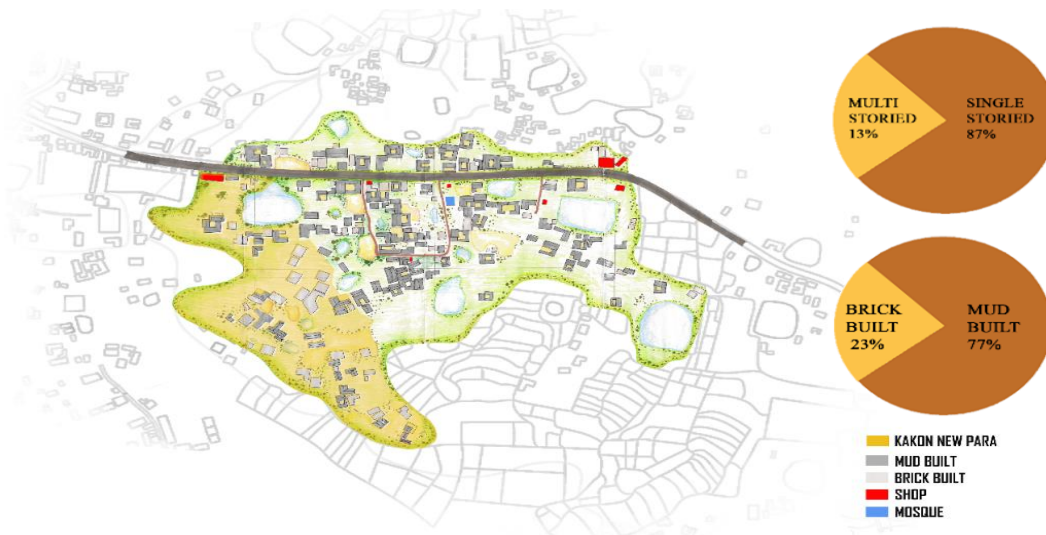 MULTI
STORIED
13%
SINGLE
STORIED
87%
BRICK
BUILT
23%
MUD
BUILT
77%
KAKON NEW PARA
MUD BUILT
BRICK BUILT
SHOP
MOSQUE